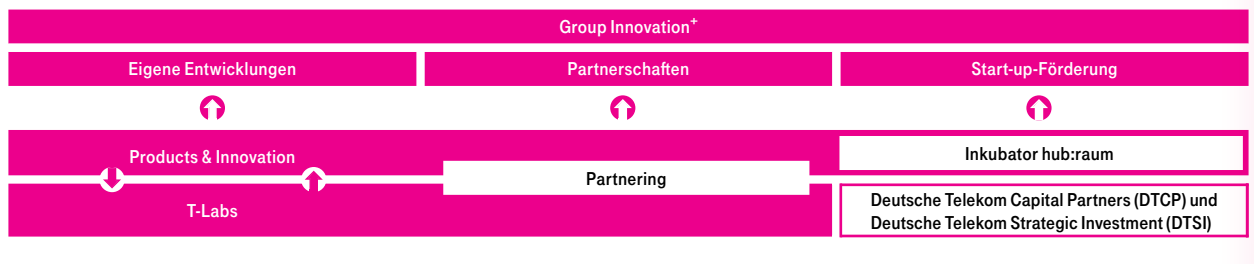 Group Innovation⁺
Eigene Entwicklungen
Partnerschaften
Start-up-Förderung
Products & Innovation
Inkubator hub:raum
Partnering
T-Labs
Deutsche Telekom Capital Partners (DTCP) und
Deutsche Telekom Strategic Investment (DTSI)